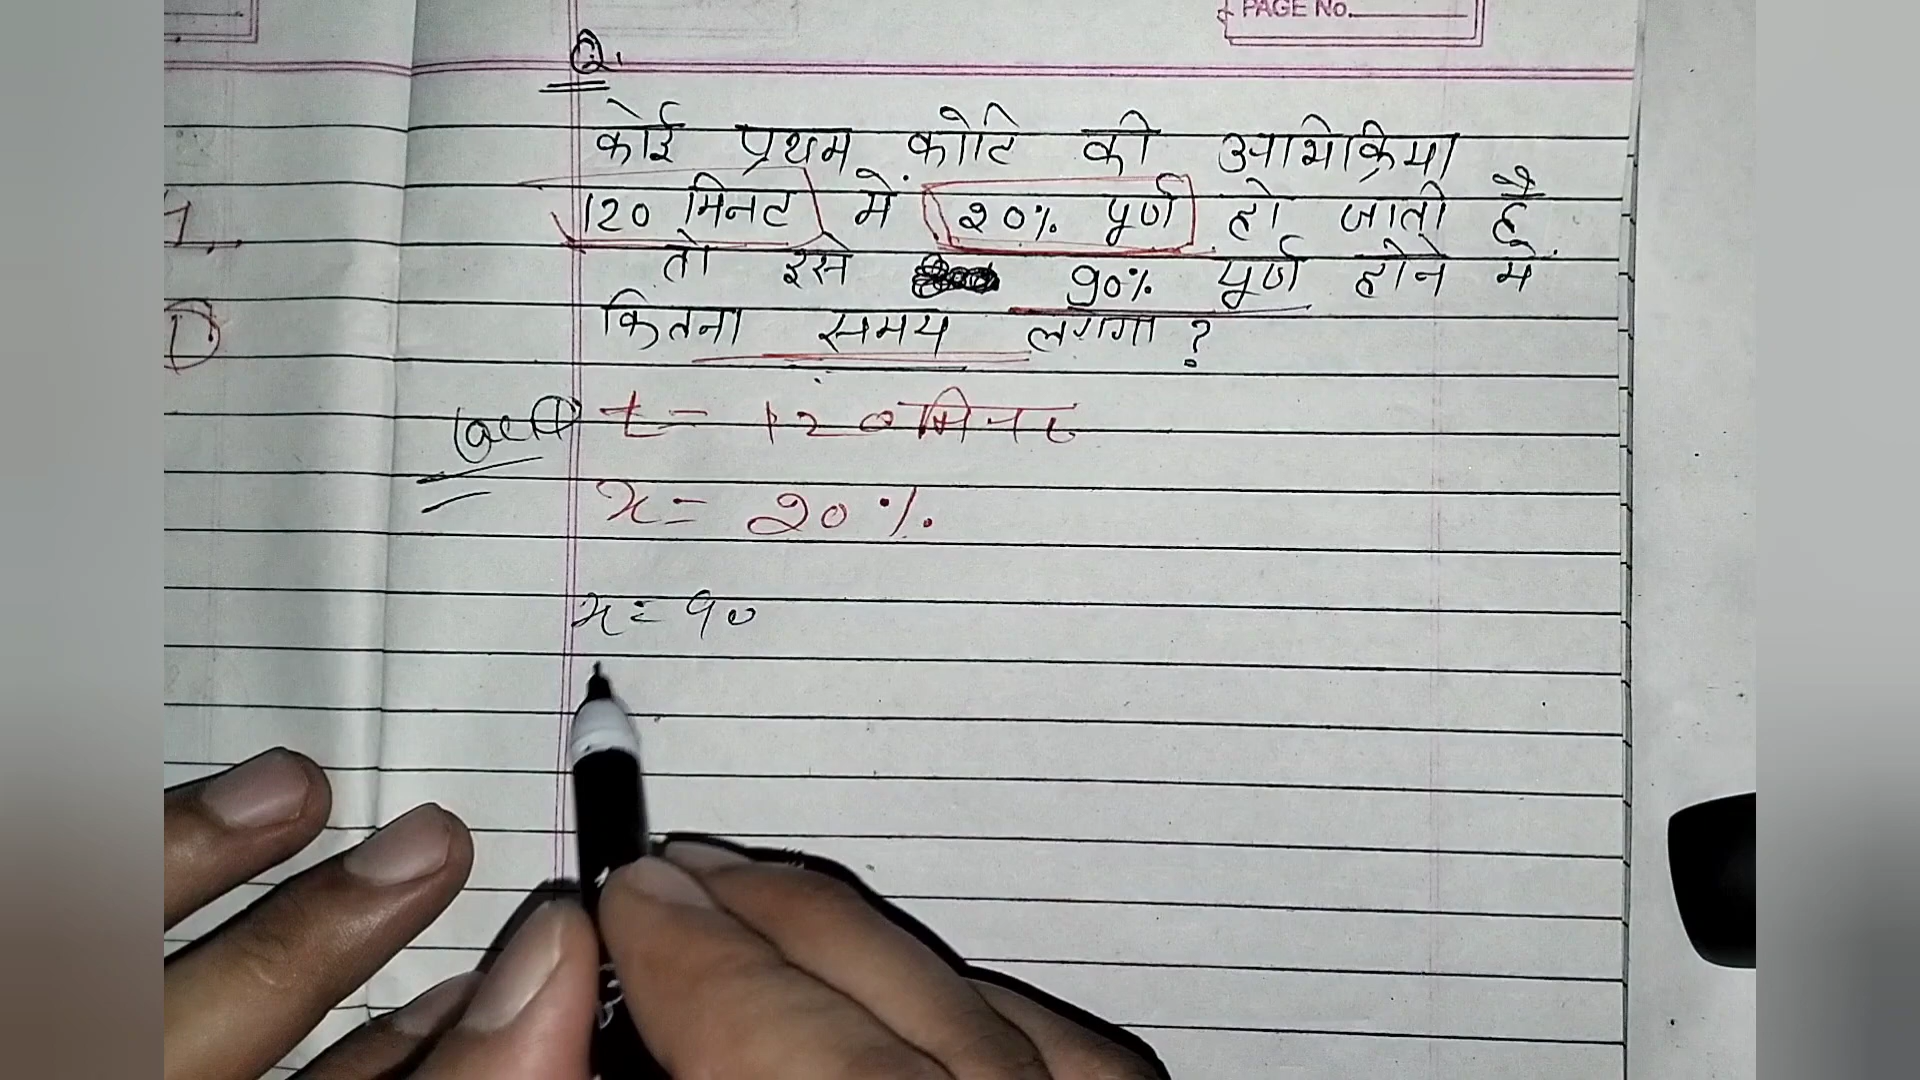 PAGE No.
Q.
कोई प्रथम कोटि की अभिक्रिया
120 मिनट में 20% पूर्ण हो जाती है
तो इसे 90% पूर्ण होने में
कितना समय लगेगा ?
t = 120 मिनट
x = 20 %
x = 90